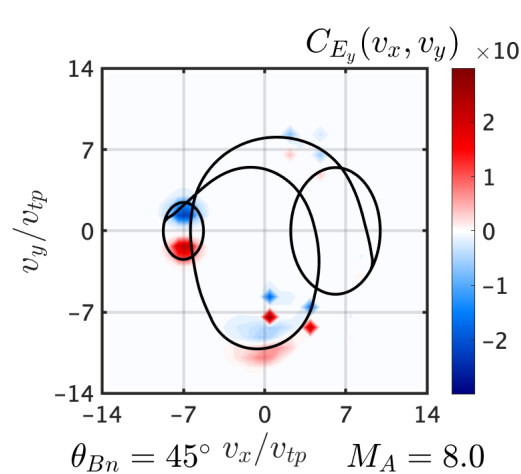 C_{E_y}(v_x, v_y) ×10
14
7
0
−7
−14
v_y/v_{tp}
2
1
0
−1
−2
−14 −7 0 7 14
θ_{Bn} = 45° v_x/v_{tp} M_A = 8.0